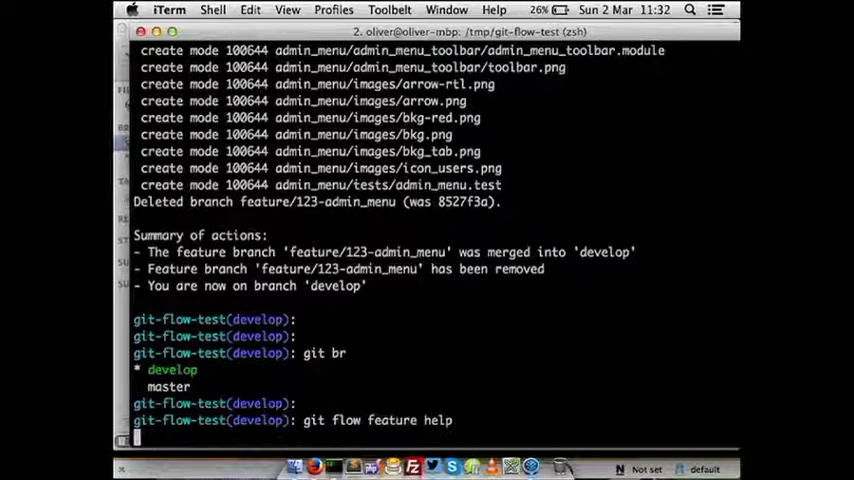 iTerm Shell Edit View Profiles Toolbelt Window Help 26% Sun 2 Mar 11:32
2. oliver@oliver-mbp: /tmp/git-flow-test (zsh)
create mode 100644 admin_menu/admin_menu_toolbar/admin_menu_toolbar.module
create mode 100644 admin_menu/admin_menu_toolbar/toolbar.png
create mode 100644 admin_menu/images/arrow-rtl.png
create mode 100644 admin_menu/images/arrow.png
create mode 100644 admin_menu/images/bkg-red.png
create mode 100644 admin_menu/images/bkg.png
create mode 100644 admin_menu/images/bkg_tab.png
create mode 100644 admin_menu/images/icon_users.png
create mode 100644 admin_menu/tests/admin_menu.test
Deleted branch feature/123-admin_menu (was 8527f3a).
Summary of actions:
- The feature branch 'feature/123-admin_menu' was merged into 'develop'
- Feature branch 'feature/123-admin_menu' has been removed
- You are now on branch 'develop'
git-flow-test(develop):
git-flow-test(develop):
git-flow-test(develop): git br
* develop
master
git-flow-test(develop):
git-flow-test(develop): git flow feature help
N Not set default